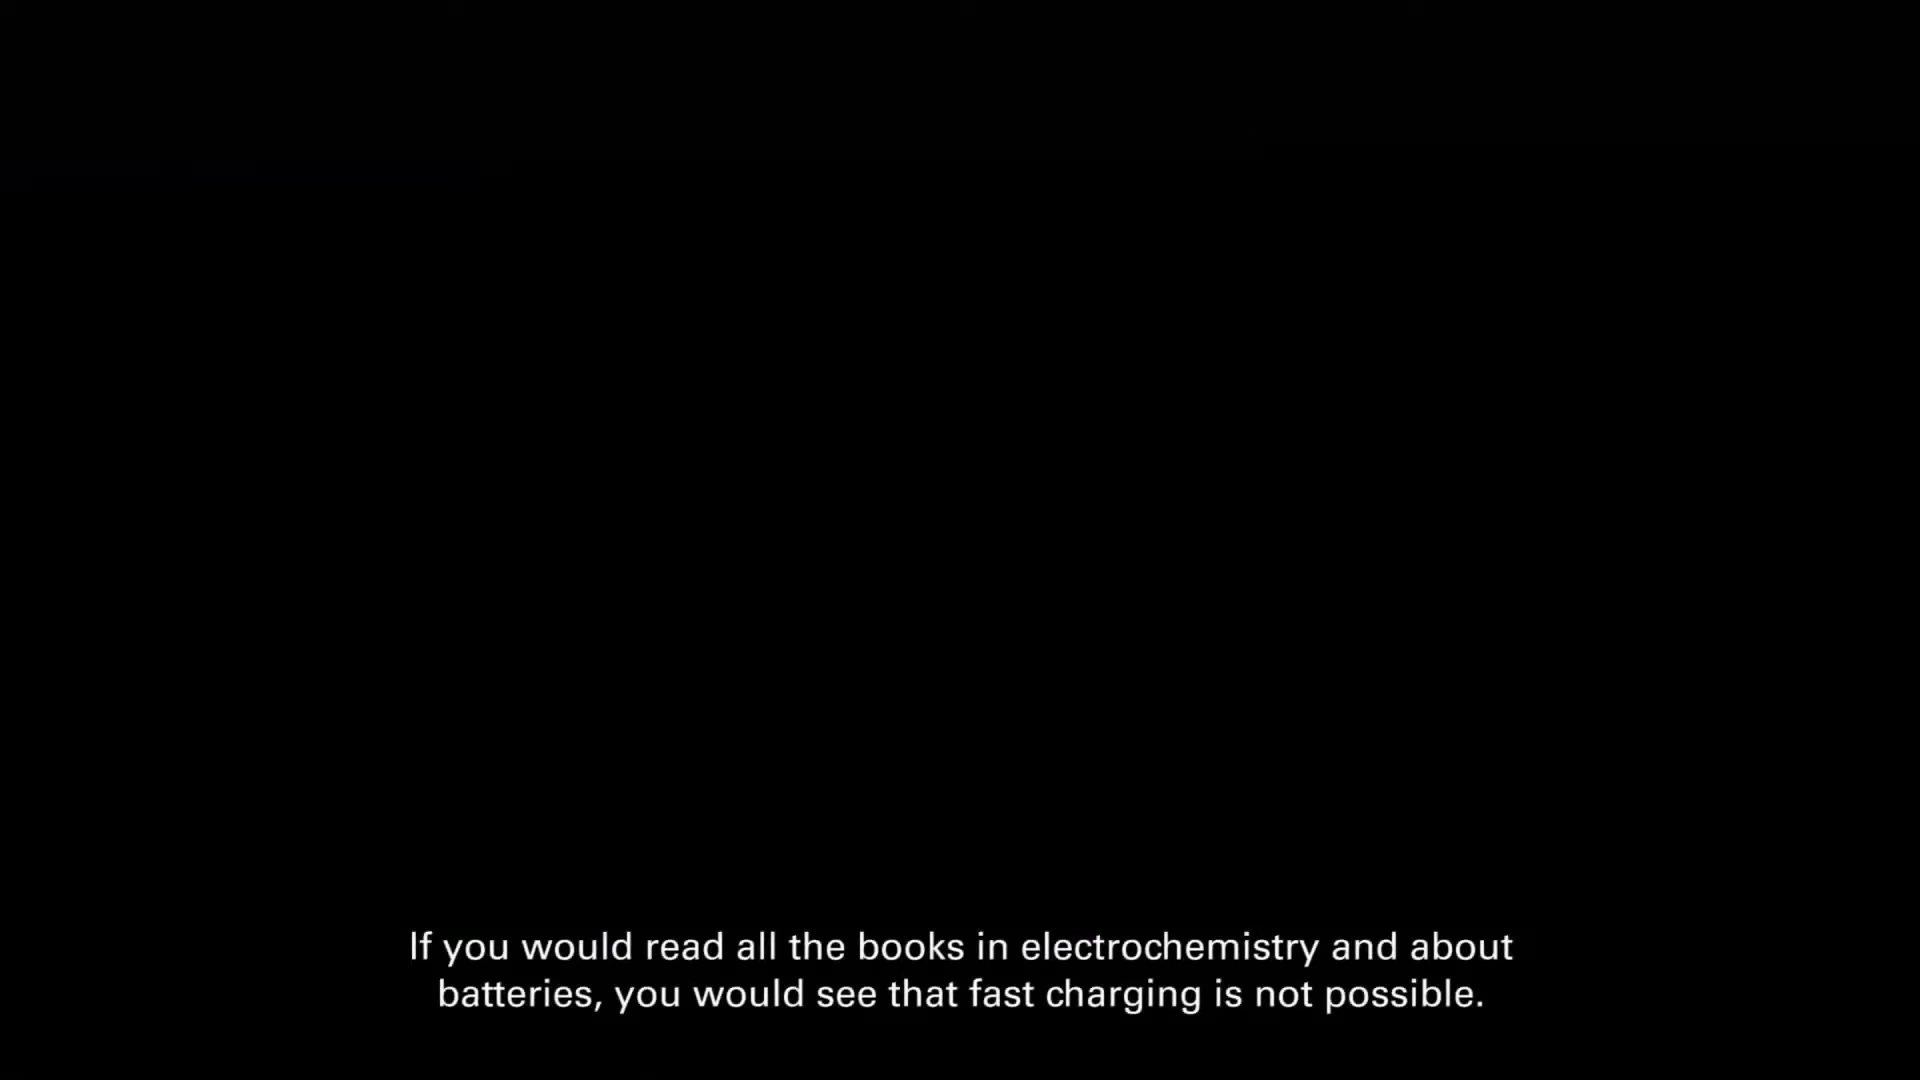 If you would read all the books in electrochemistry and about
batteries, you would see that fast charging is not possible.